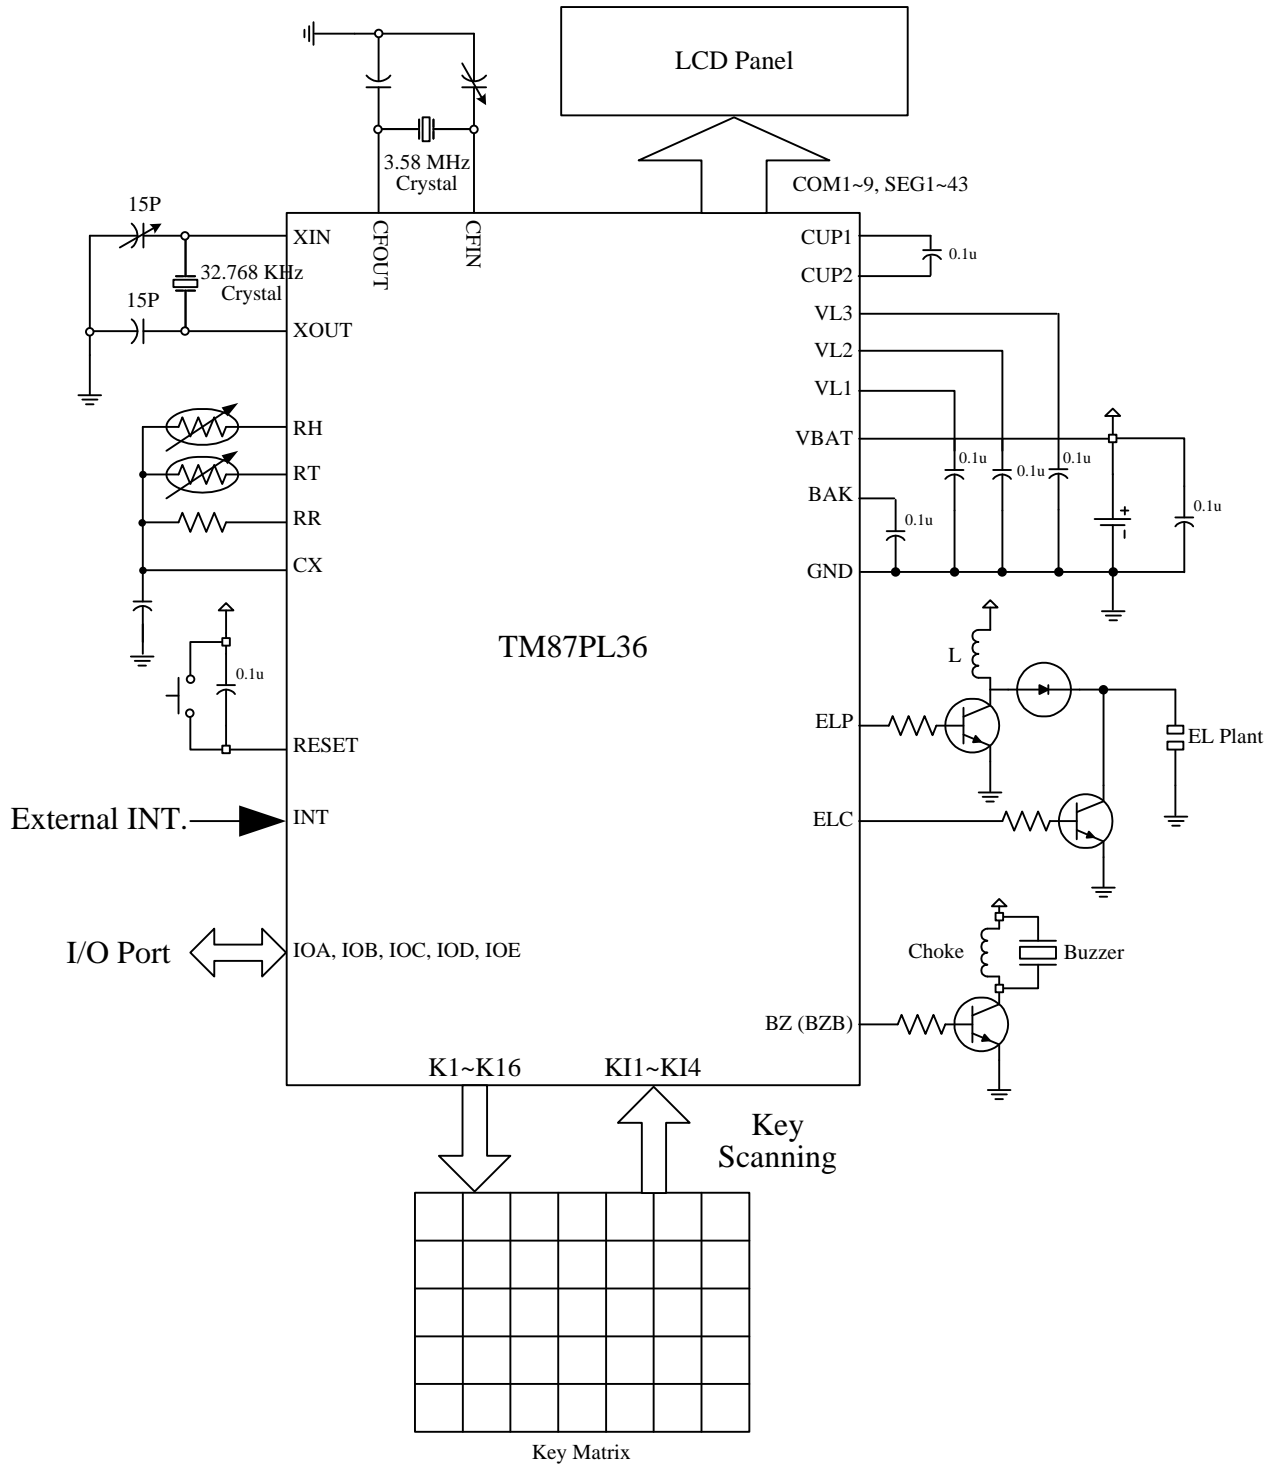 LCD Panel
3.58 MHz
Crystal
COM1~9, SEG1~43
15P
XIN
CFOUT
CFIN
CUP1
0.1u
32.768 KHz
Crystal
CUP2
15P
XOUT
VL3
VL2
VL1
RH
VBAT
0.1u
0.1u
0.1u
RT
BAK
0.1u
0.1u
RR
CX
GND
TM87PL36
L
0.1u
ELP
EL Plant
RESET
External INT.
INT
ELC
I/O Port
IOA, IOB, IOC, IOD, IOE
Choke
Buzzer
BZ (BZB)
K1~K16
KI1~KI4
Key
Scanning
Key Matrix